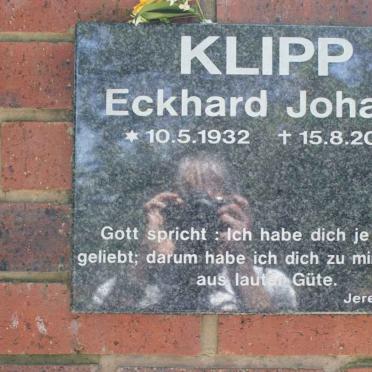 KLIPP
Eckhard Joha
* 10.5.1932 † 15.8.20
Gott spricht : Ich habe dich je
geliebt; darum habe ich dich zu mi
aus lauter Güte.
Jere